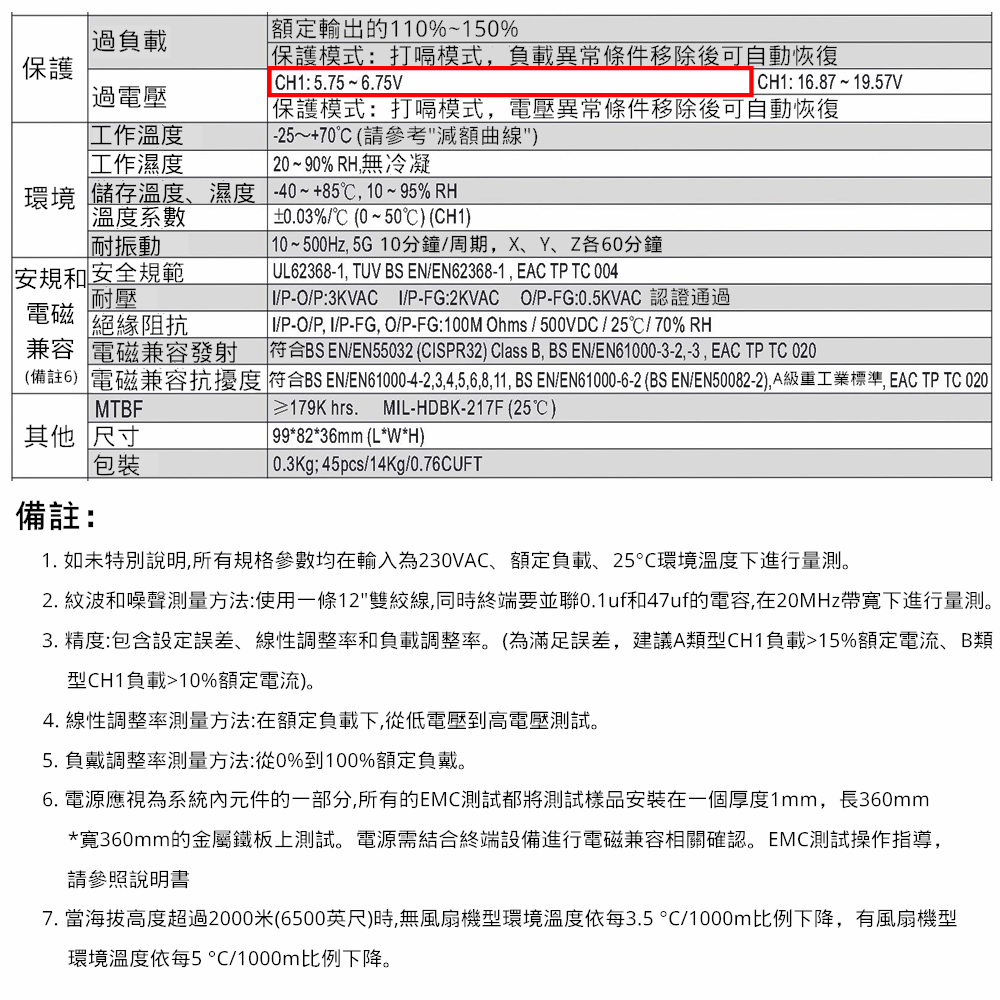 保護
過負載
額定輸出的110%~150%
保護模式：打嗝模式，負載異常條件移除後可自動恢復
過電壓
CH1: 5.75 ~ 6.75V
CH1: 16.87 ~ 19.57V
保護模式：打嗝模式，電壓異常條件移除後可自動恢復
環境
工作溫度
-25～+70℃ (請參考"減額曲線")
工作濕度
20 ~ 90% RH,無冷凝
儲存溫度、濕度
-40 ~ +85℃, 10 ~ 95% RH
溫度系數
±0.03%/℃ (0 ~ 50℃) (CH1)
耐振動
10 ~ 500Hz, 5G 10分鐘/周期，X、Y、Z各60分鐘
安規和
電磁
兼容
(備註6)
安全規範
UL62368-1, TUV BS EN/EN62368-1 , EAC TP TC 004
耐壓
I/P-O/P:3KVAC I/P-FG:2KVAC O/P-FG:0.5KVAC 認證通過
絕緣阻抗
I/P-O/P, I/P-FG, O/P-FG:100M Ohms / 500VDC / 25℃/ 70% RH
電磁兼容發射
符合BS EN/EN55032 (CISPR32) Class B, BS EN/EN61000-3-2,-3 , EAC TP TC 020
電磁兼容抗擾度
符合BS EN/EN61000-4-2,3,4,5,6,8,11, BS EN/EN61000-6-2 (BS EN/EN50082-2),A級重工業標準, EAC TP TC 020
其他
MTBF
≥179K hrs. MIL-HDBK-217F (25℃)
尺寸
99*82*36mm (L*W*H)
包裝
0.3Kg; 45pcs/14Kg/0.76CUFT
備註：
1. 如未特別說明,所有規格參數均在輸入為230VAC、額定負載、25°C環境溫度下進行量測。
2. 紋波和噪聲測量方法:使用一條12"雙絞線,同時終端要並聯0.1uf和47uf的電容,在20MHz帶寬下進行量測。
3. 精度:包含設定誤差、線性調整率和負載調整率。(為滿足誤差，建議A類型CH1負載>15%額定電流、B類
型CH1負載>10%額定電流)。
4. 線性調整率測量方法:在額定負載下,從低電壓到高電壓測試。
5. 負戴調整率測量方法:從0%到100%額定負戴。
6. 電源應視為系統內元件的一部分,所有的EMC測試都將測試樣品安裝在一個厚度1mm，長360mm
*寬360mm的金屬鐵板上測試。電源需結合終端設備進行電磁兼容相關確認。EMC測試操作指導，
請參照說明書
7. 當海拔高度超過2000米(6500英尺)時,無風扇機型環境溫度依每3.5 °C/1000m比例下降，有風扇機型
環境溫度依每5 °C/1000m比例下降。